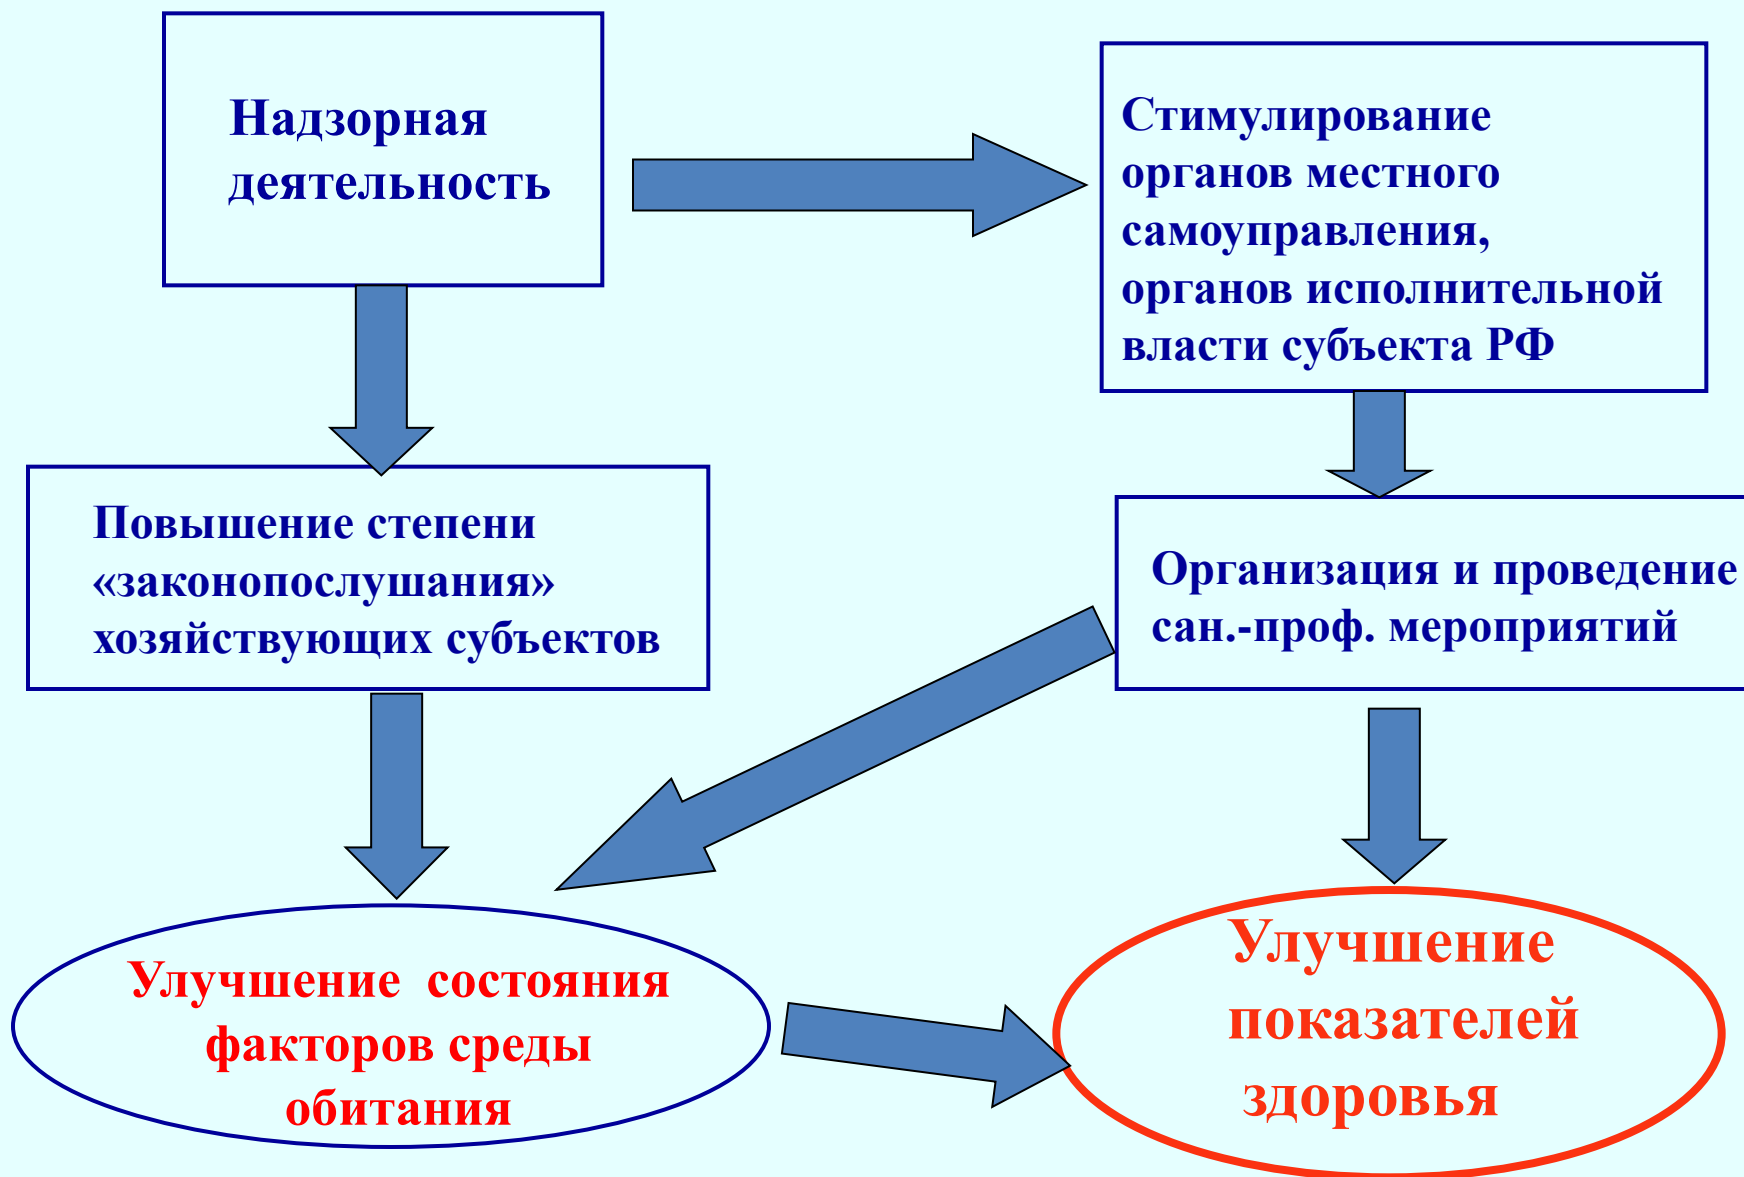 Надзорная
деятельность
Стимулирование
органов местного
самоуправления,
органов исполнительной
власти субъекта РФ
Повышение степени
«законопослушания»
хозяйствующих субъектов
Организация и проведение
сан.-проф. мероприятий
Улучшение состояния
факторов среды
обитания
Улучшение
показателей
здоровья